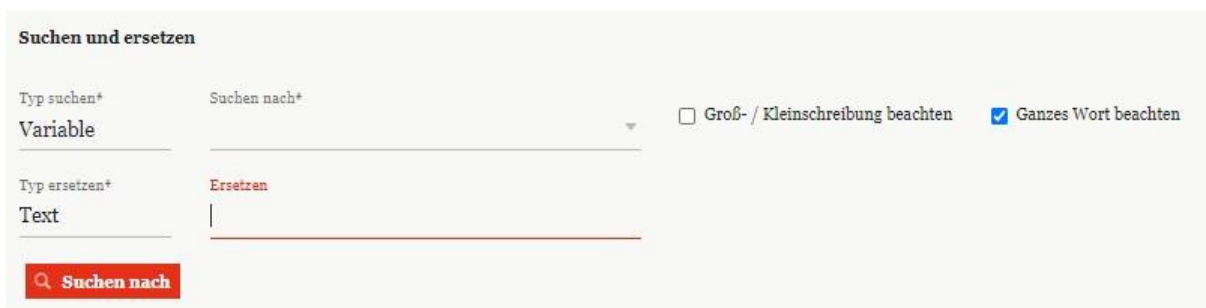 Suchen und ersetzen
Typ suchen* Suchen nach*
Variable Groß- / Kleinschreibung beachten Ganzes Wort beachten
Typ ersetzen* Ersetzen
Text
Suchen nach